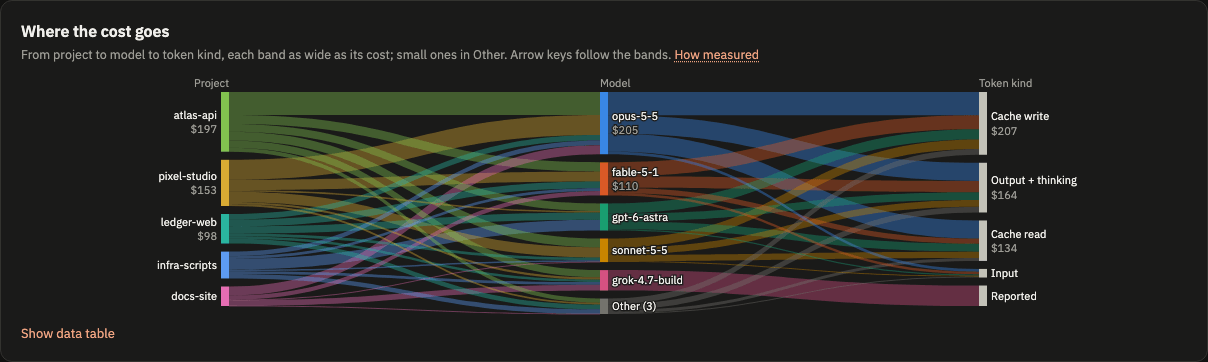 Where the cost goes
From project to model to token kind, each band as wide as its cost; small ones in Other. Arrow keys follow the bands. How measured
Project
Model
Token kind
atlas-api
$197
pixel-studio
$153
ledger-web
$98
infra-scripts
docs-site
opus-5-5
$205
fable-5-1
$110
gpt-6-astra
sonnet-5-5
grok-4.7-build
Other (3)
Cache write
$207
Output + thinking
$164
Cache read
$134
Input
Reported
Show data table